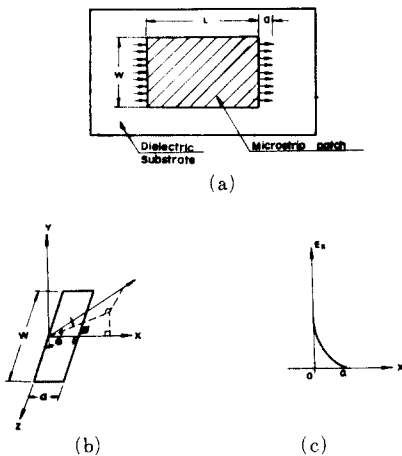 L a
W
Dielectric Substrate
Microstrip patch
(a)
Y
W
X
a
Z
(b)
Ex
0 a X
(c)